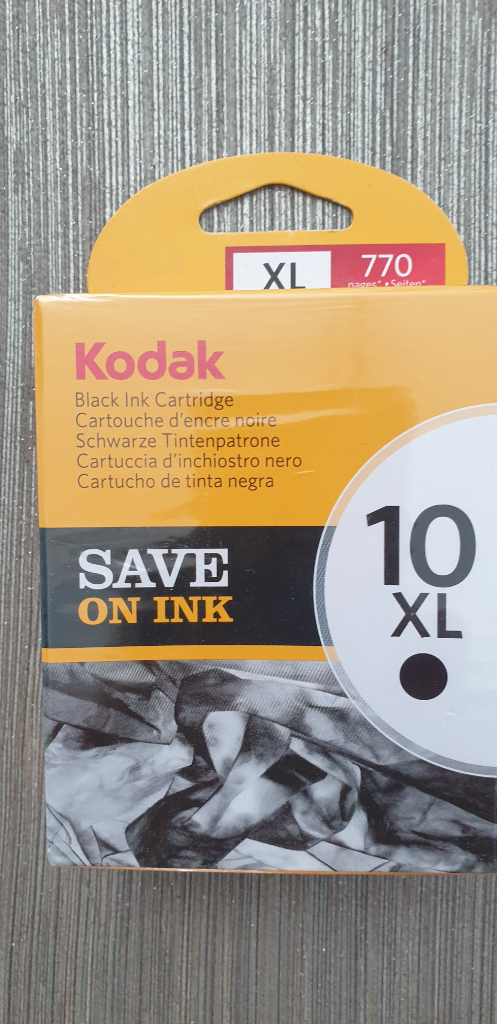 XL 770
pages* • Seiten*
Kodak
Black Ink Cartridge
Cartouche d'encre noire
Schwarze Tintenpatrone
Cartuccia d'inchiostro nero
Cartucho de tinta negra
SAVE
ON INK
10
XL